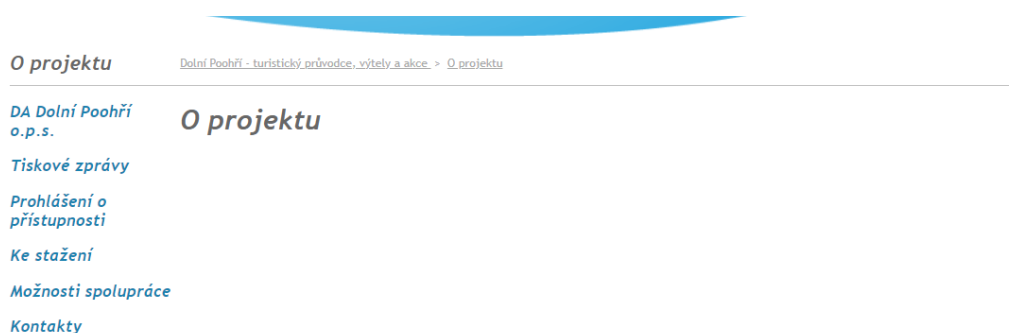 O projektu
Dolní Poohří - turistický průvodce, výtely a akce > O projektu
DA Dolní Poohří
o.p.s.
Tiskové zprávy
Prohlášení o
přístupnosti
Ke stažení
Možnosti spolupráce
Kontakty
O projektu